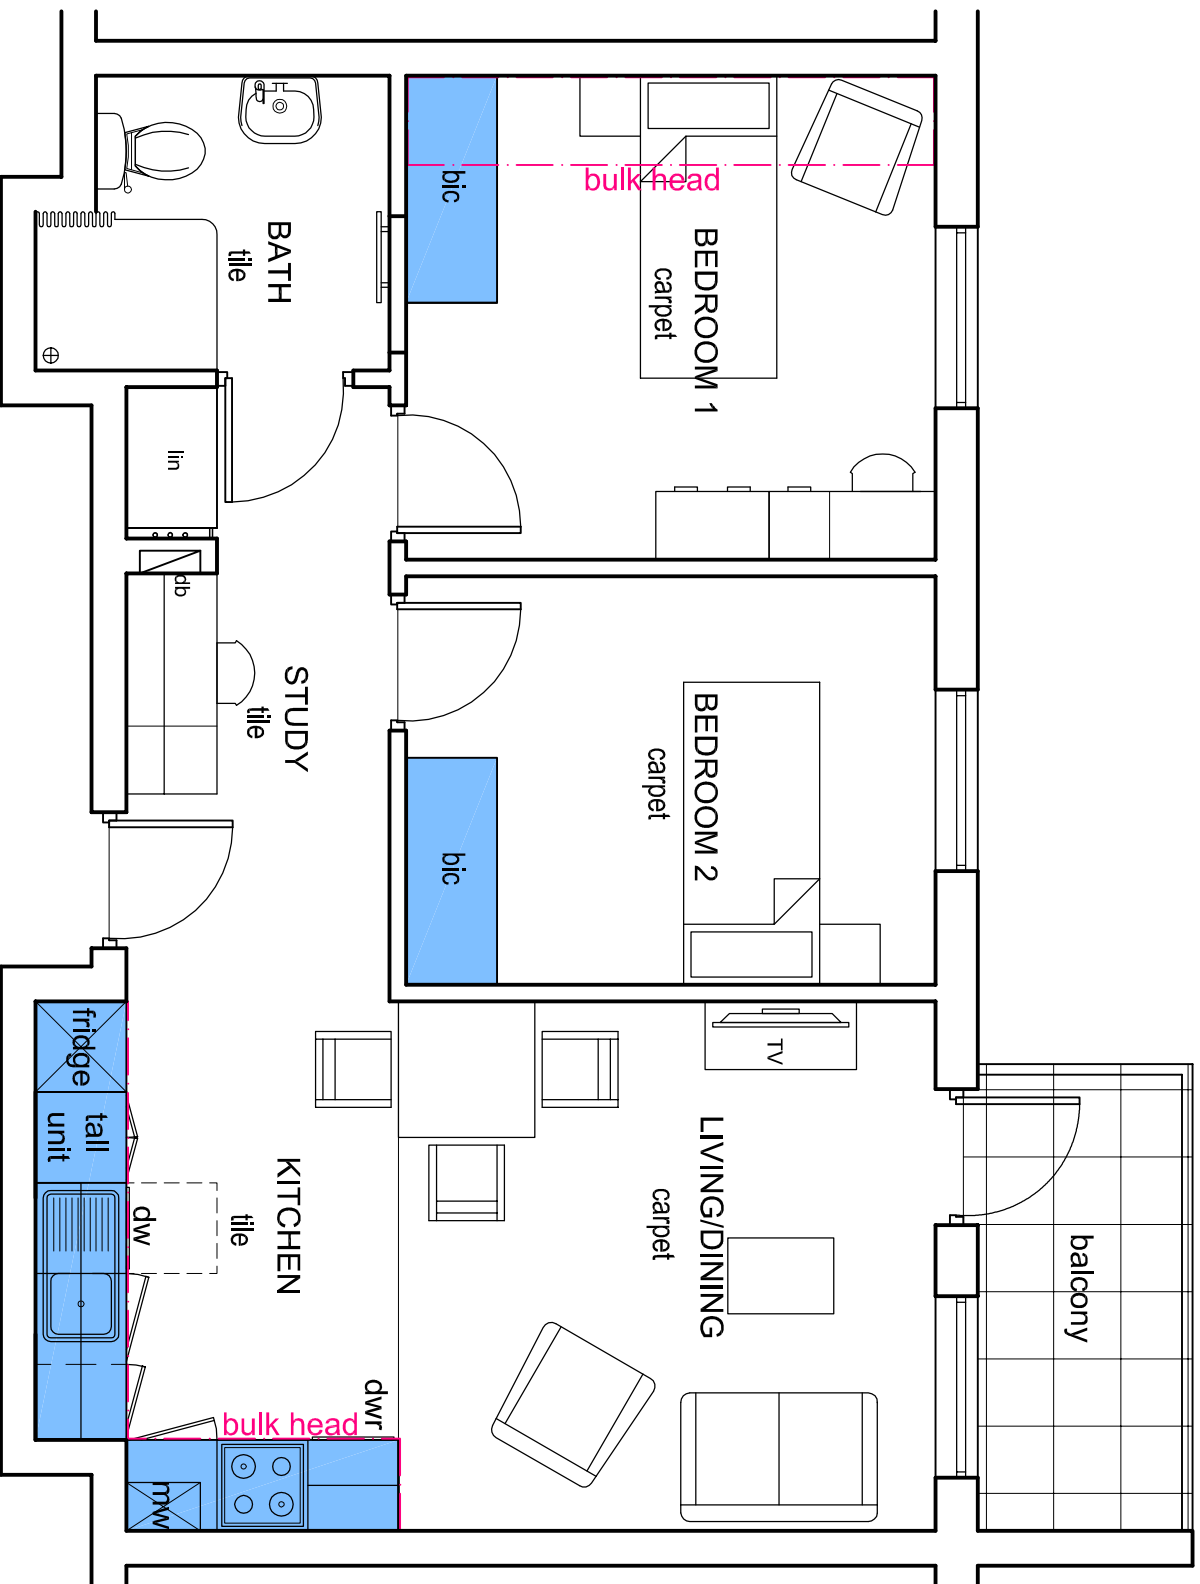 bulk head
bic
BEDROOM 1
carpet
BATH
tile
lin
db
STUDY
tile
BEDROOM 2
carpet
bic
fridge
tall
unit
dw
KITCHEN
tile
TV
LIVING/DINING
carpet
balcony
dwr
bulk head
mw